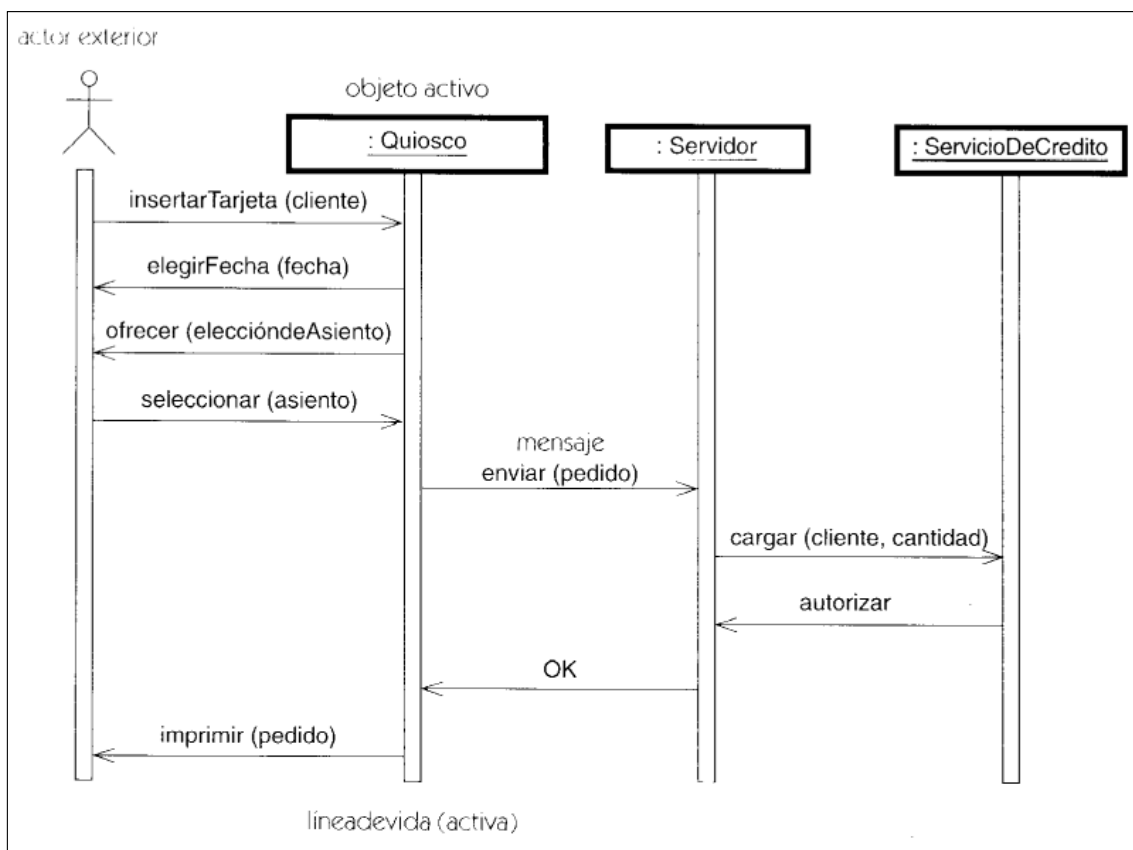 actor exterior
objeto activo
: Quiosco
: Servidor
: ServicioDeCredito
insertarTarjeta (cliente)
elegirFecha (fecha)
ofrecer (eleccióndeAsiento)
seleccionar (asiento)
mensaje
enviar (pedido)
cargar (cliente, cantidad)
autorizar
OK
imprimir (pedido)
líneadevida (activa)